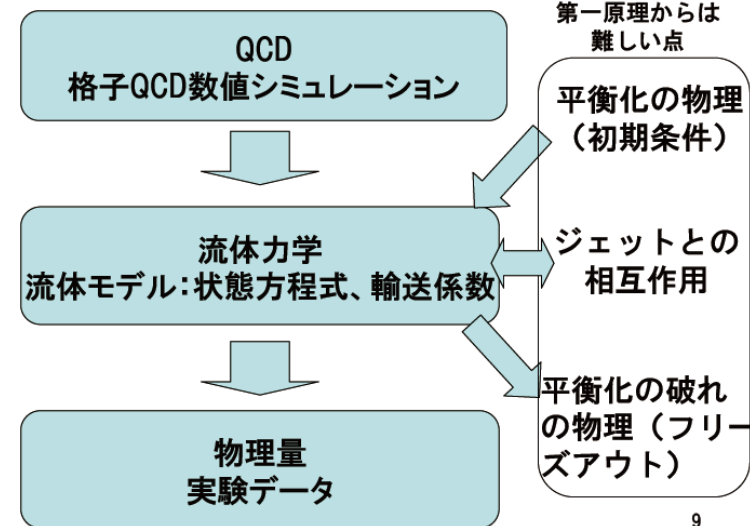 QCD
格子QCD数値シミュレーション
流体力学
流体モデル：状態方程式、輸送係数
物理量
実験データ
第一原理からは
難しい点
平衡化の物理
（初期条件）
ジェットとの
相互作用
平衡化の破れ
の物理（フリー
ズアウト）
9